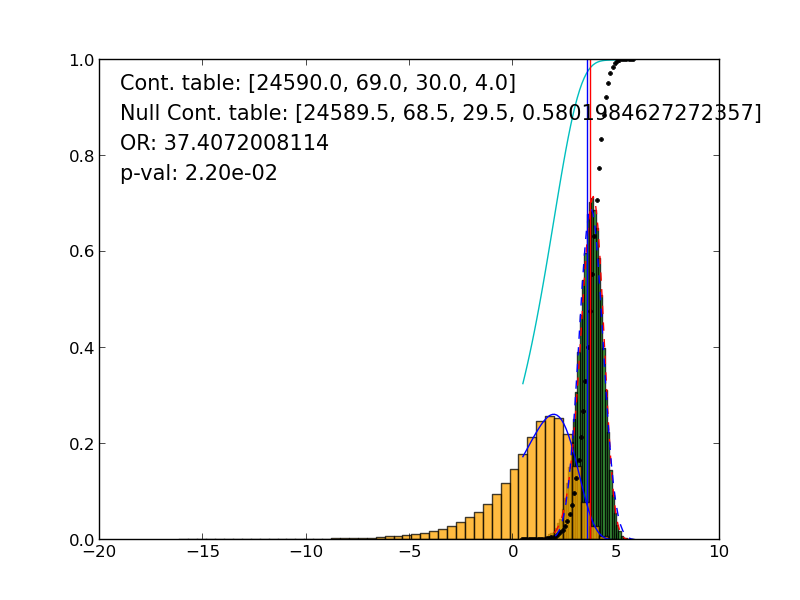 1.0
Cont. table: [24590.0, 69.0, 30.0, 4.0]
Null Cont. table: [24589.5, 68.5, 29.5, 0.5801984627272357]
OR: 37.4072008114
p-val: 2.20e-02
0.8
0.6
0.4
0.2
0.0
−20 −15 −10 −5 0 5 10